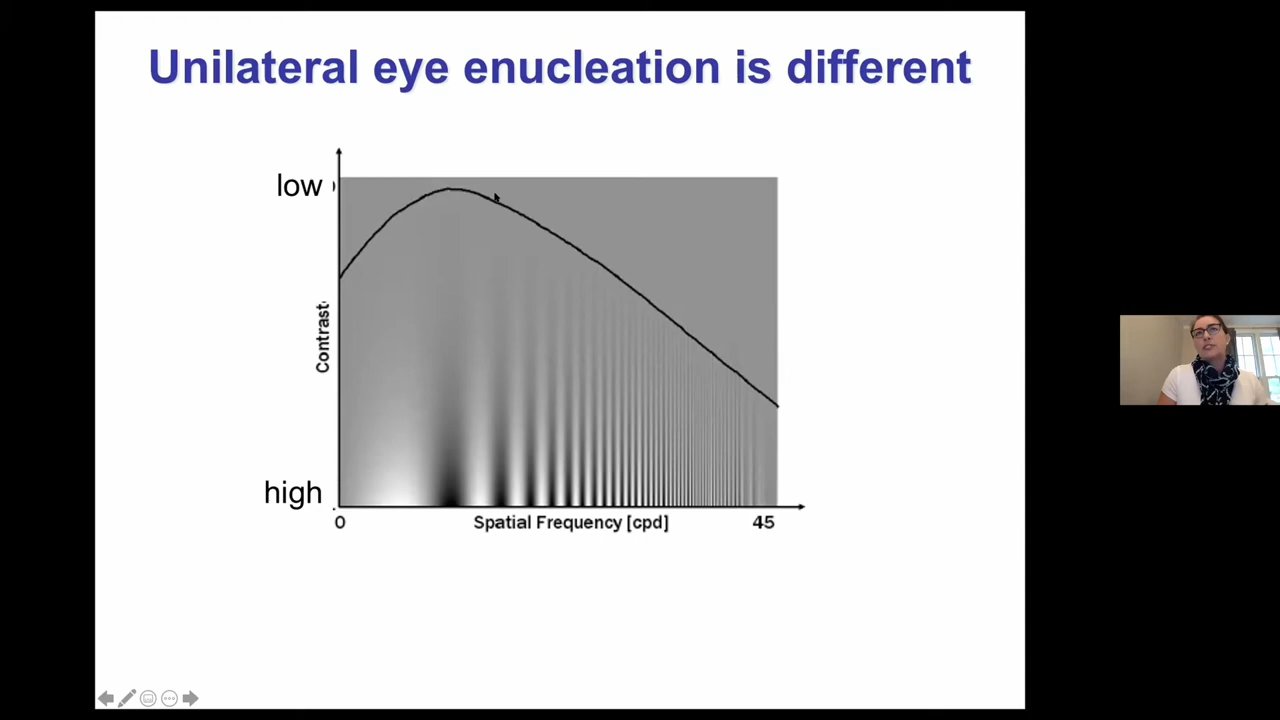 Unilateral eye enucleation is different
low
Contrast
high
0
Spatial Frequency [cpd]
45